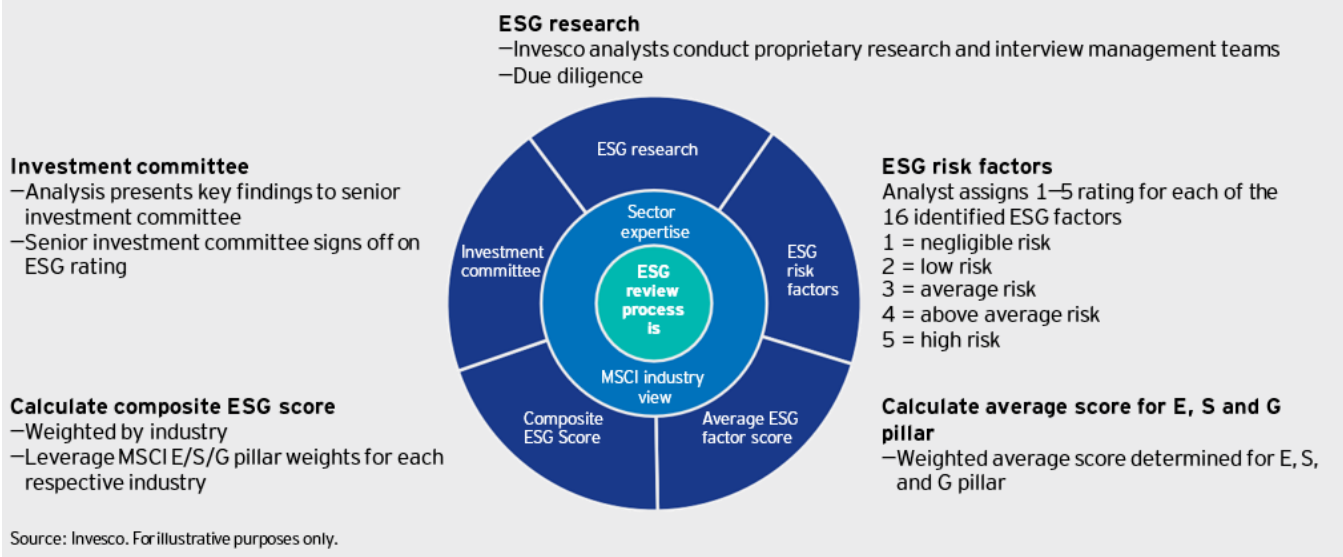 ESG research
–Invesco analysts conduct proprietary research and interview management teams
–Due diligence
Investment committee
–Analysis presents key findings to senior
investment committee
–Senior investment committee signs off on
ESG rating
Calculate composite ESG score
–Weighted by industry
–Leverage MSCI E/S/G pillar weights for each
respective industry
ESG research
Investment
committee
ESG
risk
factors
Composite
ESG Score
Average ESG
factor score
Sector
expertise
ESG
review
process
is
MSCI industry
view
ESG risk factors
Analyst assigns 1–5 rating for each of the
16 identified ESG factors
1 = negligible risk
2 = low risk
3 = average risk
4 = above average risk
5 = high risk
Calculate average score for E, S and G
pillar
–Weighted average score determined for E, S,
and G pillar
Source: Invesco. For illustrative purposes only.